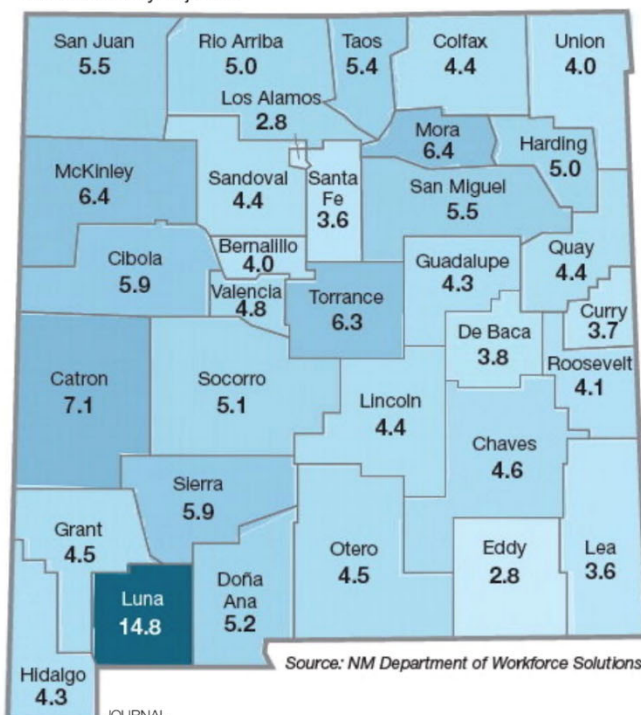 San Juan
5.5
Rio Arriba
5.0
Taos
5.4
Colfax
4.4
Union
4.0
Los Alamos
2.8
Mora
6.4
Harding
5.0
McKinley
6.4
Sandoval
4.4
Santa
Fe
3.6
San Miguel
5.5
Cibola
5.9
Bernalillo
4.0
Valencia
4.8
Torrance
6.3
Guadalupe
4.3
Quay
4.4
Curry
3.7
De Baca
3.8
Roosevelt
4.1
Catron
7.1
Socorro
5.1
Lincoln
4.4
Chaves
4.6
Sierra
5.9
Grant
4.5
Luna
14.8
Doña
Ana
5.2
Otero
4.5
Eddy
2.8
Lea
3.6
Hidalgo
4.3
Source: NM Department of Workforce Solutions
JOURNAL